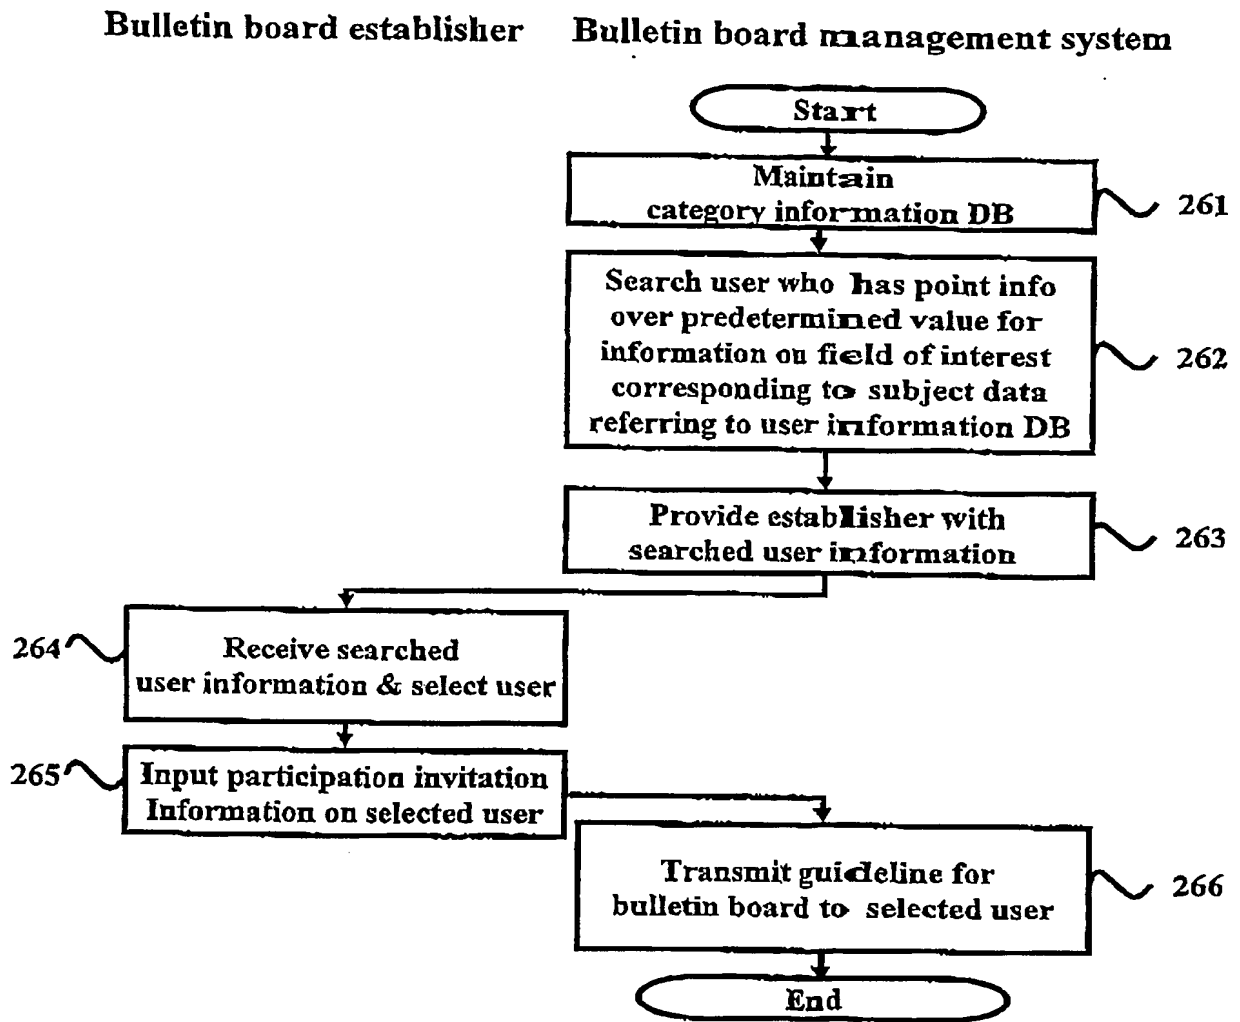 Bulletin board establisher
Bulletin board management system
Start
Maintain
category information DB
261
Search user who has point info
over predetermined value for
information on field of interest
corresponding to subject data
referring to user information DB
262
Provide establisher with
searched user information
263
264
Receive searched
user information & select user
265
Input participation invitation
Information on selected user
Transmit guideline for
bulletin board to selected user
266
End